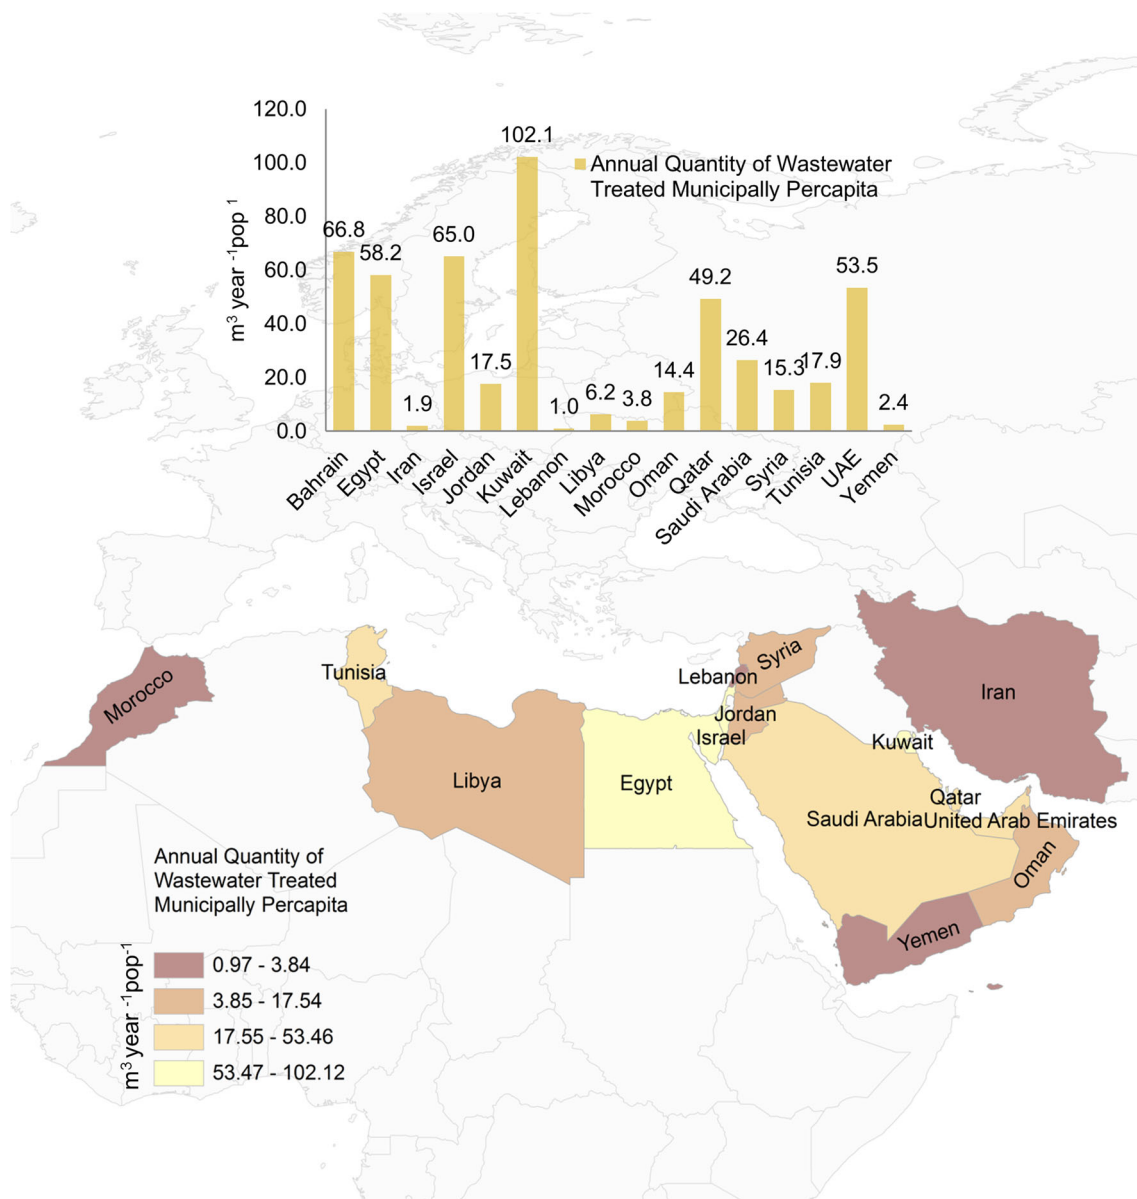 120.0
100.0
80.0
60.0
40.0
20.0
0.0
m³ year ⁻¹pop ¹
Annual Quantity of Wastewater
Treated Municipally Percapita
66.8
58.2
1.9
65.0
17.5
102.1
1.0
6.2
3.8
14.4
49.2
26.4
15.3
17.9
53.5
2.4
Bahrain
Egypt
Iran
Israel
Jordan
Kuwait
Lebanon
Libya
Morocco
Oman
Qatar
Saudi Arabia
Syria
Tunisia
UAE
Yemen
Morocco
Tunisia
Libya
Egypt
Lebanon
Syria
Jordan
Israel
Iran
Kuwait
Qatar
Saudi Arabia
United Arab Emirates
Oman
Yemen
Annual Quantity of
Wastewater Treated
Municipally Percapita
m³ year ⁻¹pop⁻¹
0.97 - 3.84
3.85 - 17.54
17.55 - 53.46
53.47 - 102.12